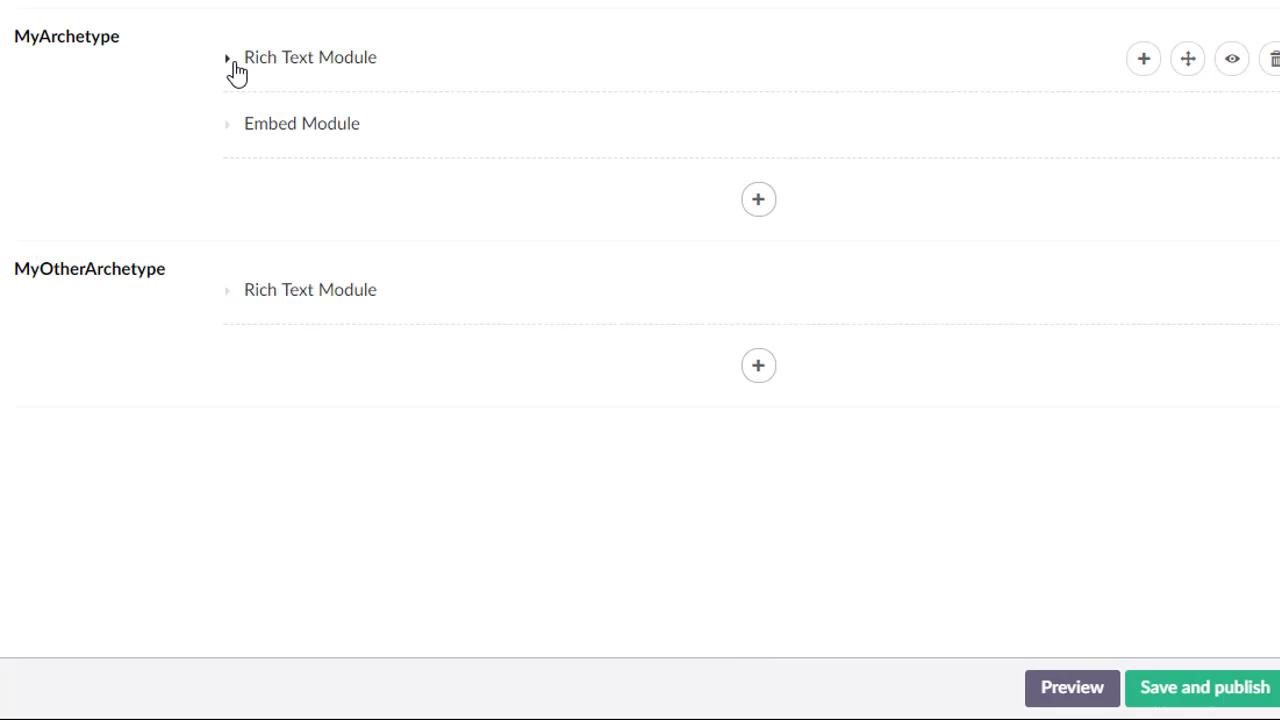 MyArchetype
Rich Text Module
Embed Module
MyOtherArchetype
Rich Text Module
Preview
Save and publish